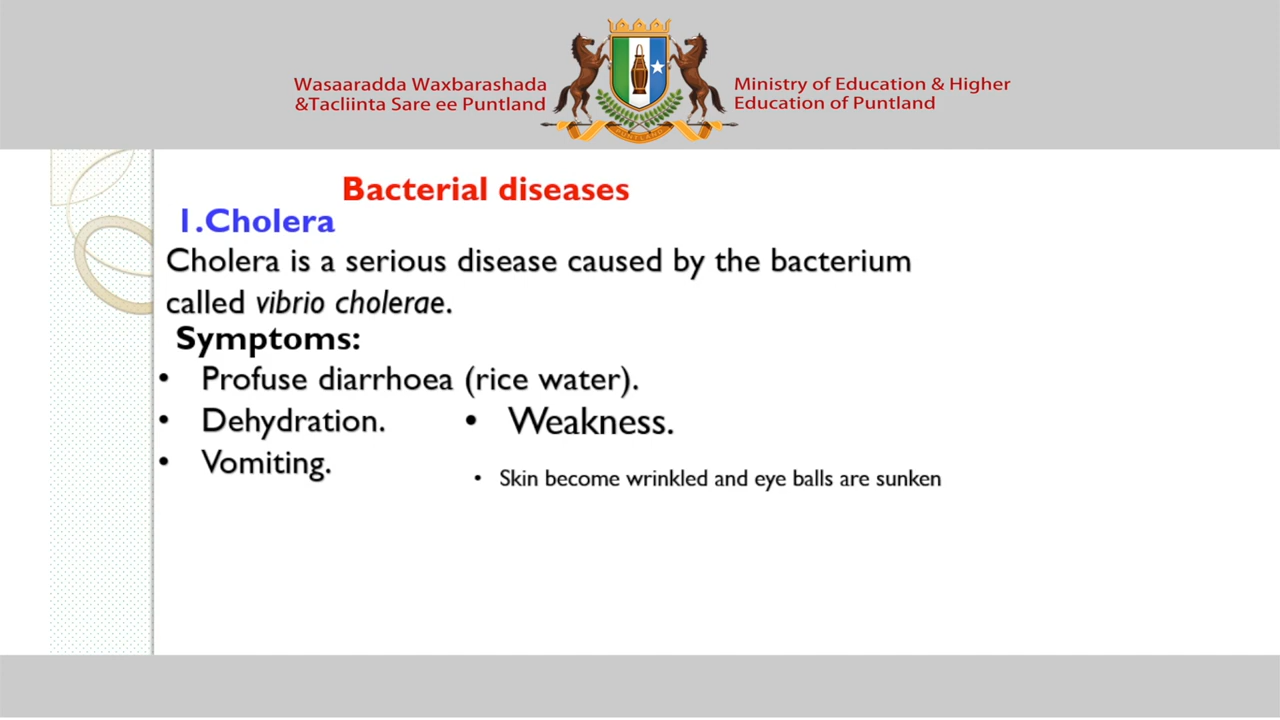 Wasaaradda Waxbarashada
&Tacliinta Sare ee Puntland
Ministry of Education & Higher
Education of Puntland
Bacterial diseases
1.Cholera
Cholera is a serious disease caused by the bacterium
called vibrio cholerae.
Symptoms:
• Profuse diarrhoea (rice water).
• Dehydration.
• Vomiting.
• Weakness.
• Skin become wrinkled and eye balls are sunken